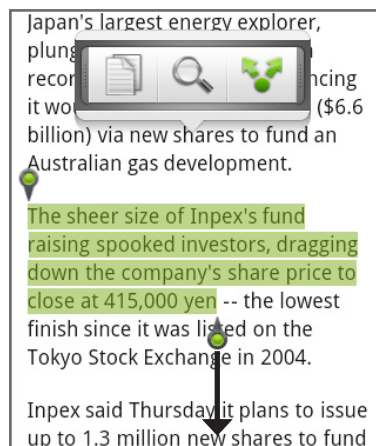 Japan's largest energy explorer,
plung
recor ncing
it wo ($6.6
billion) via new shares to fund an
Australian gas development.
The sheer size of Inpex's fund
raising spooked investors, dragging
down the company's share price to
close at 415,000 yen -- the lowest
finish since it was listed on the
Tokyo Stock Exchange in 2004.
Inpex said Thursday it plans to issue
up to 1.3 million new shares to fund